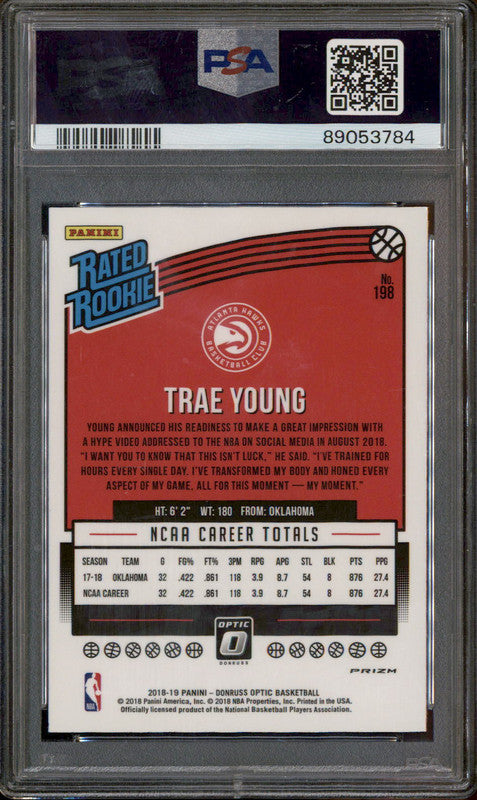 PSA
89053784
PANINI
RATED
ROOKIE
No.
198
ATLANTA HAWKS
BASKETBALL CLUB
TRAE YOUNG
YOUNG ANNOUNCED HIS READINESS TO MAKE A GREAT IMPRESSION WITH
A HYPE VIDEO ADDRESSED TO THE NBA ON SOCIAL MEDIA IN AUGUST 2018.
"I WANT YOU TO KNOW THAT THIS ISN'T LUCK," HE SAID. "I'VE TRAINED FOR
HOURS EVERY SINGLE DAY. I'VE TRANSFORMED MY BODY AND HONED EVERY
ASPECT OF MY GAME, ALL FOR THIS MOMENT — MY MOMENT."
HT: 6' 2" WT: 180 FROM: OKLAHOMA
NCAA CAREER TOTALS
SEASON TEAM G FG% FT% 3PM RPG APG STL BLK PTS PPG
17-18 OKLAHOMA 32 .422 .861 118 3.9 8.7 54 8 876 27.4
NCAA CAREER 32 .422 .861 118 3.9 8.7 54 8 876 27.4
OPTIC
DONRUSS
PRIZM
NBA
2018-19 PANINI – DONRUSS OPTIC BASKETBALL
© 2018 Panini America, Inc. © 2018 NBA Properties, Inc. Printed in the USA.
Officially licensed product of the National Basketball Players Association.
PSA